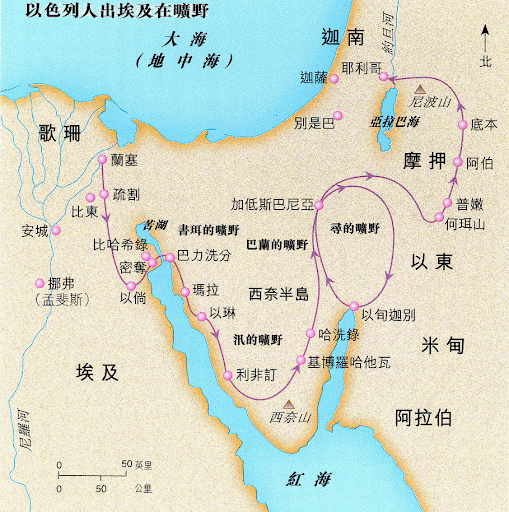 以色列人出埃及在曠野
大海
(地中海)
迦南
約旦河
北
耶利哥
迦薩
尼波山
別是巴
亞拉巴海
底本
歌珊
蘭塞
摩押
阿伯
疏割
比東
加低斯巴尼亞
普嫩
何珥山
安城
苦湖
書珥的曠野
巴蘭的曠野
尋的曠野
比哈希錄
巴力洗分
密奪
以東
挪弗
(孟斐斯)
以倘
瑪拉
西奈半島
以琳
以旬迦別
汛的曠野
哈洗錄
米甸
埃及
利非訂
基博羅哈他瓦
西奈山
阿拉伯
尼羅河
0 50 英里
0 50 公里
紅海